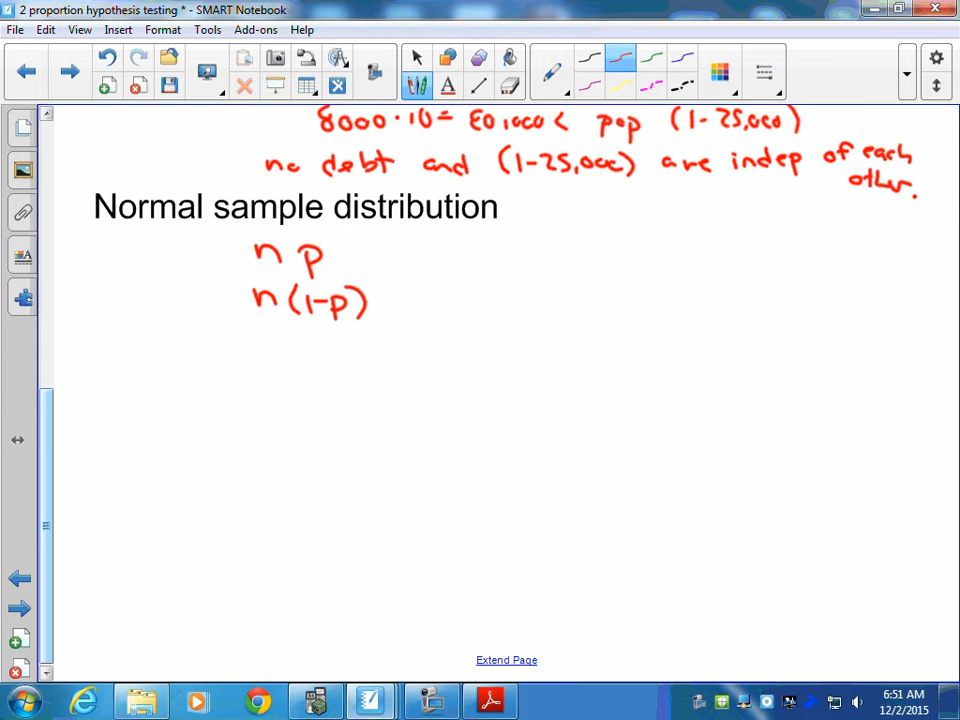 2 proportion hypothesis testing * - SMART Notebook
File Edit View Insert Format Tools Add-ons Help
8000 · 10 = 80,000 < pop (1-25,000)
no debt and (1-25,000) are indep of each
other.
Normal sample distribution
n p
n (1-p)
Extend Page
6:51 AM
12/2/2015